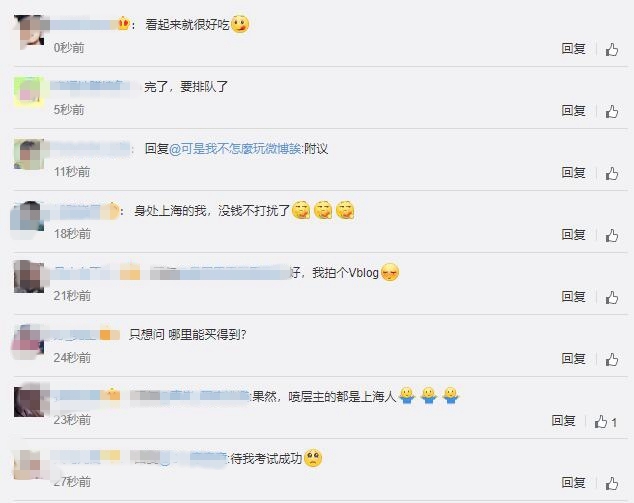 ：看起来就很好吃
0秒前
回复
完了，要排队了
5秒前
回复
回复@可是我不怎麼玩微博誒:附议
11秒前
回复
：身处上海的我，没钱不打扰了
18秒前
回复
好，我拍个Vblog
21秒前
回复
只想问 哪里能买得到?
24秒前
回复
:果然，喷层主的都是上海人
23秒前
回复 1
:待我考试成功
27秒前
回复